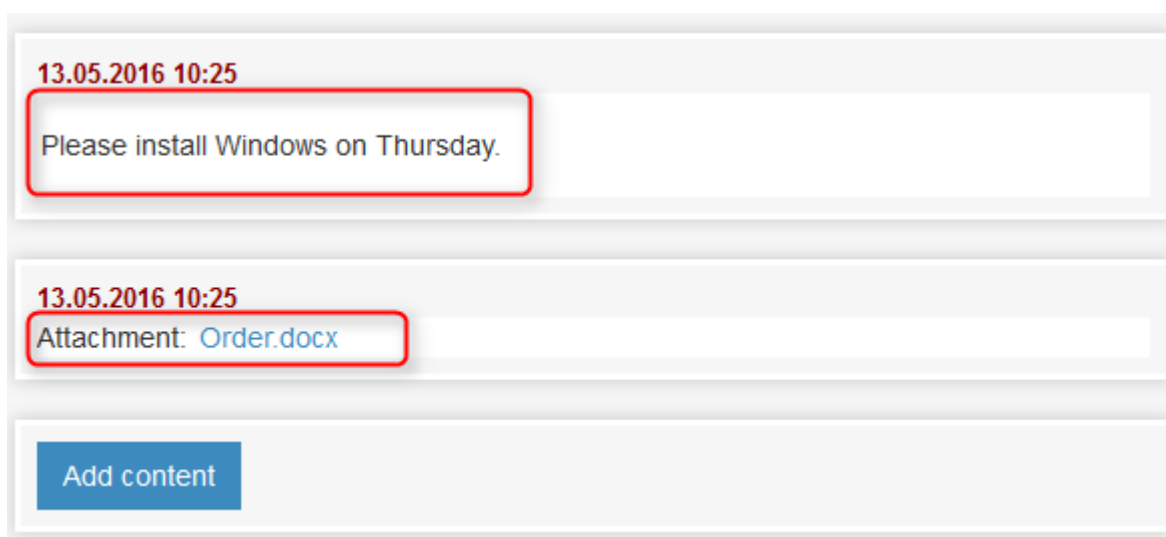 13.05.2016 10:25
Please install Windows on Thursday.
13.05.2016 10:25
Attachment: Order.docx
Add content